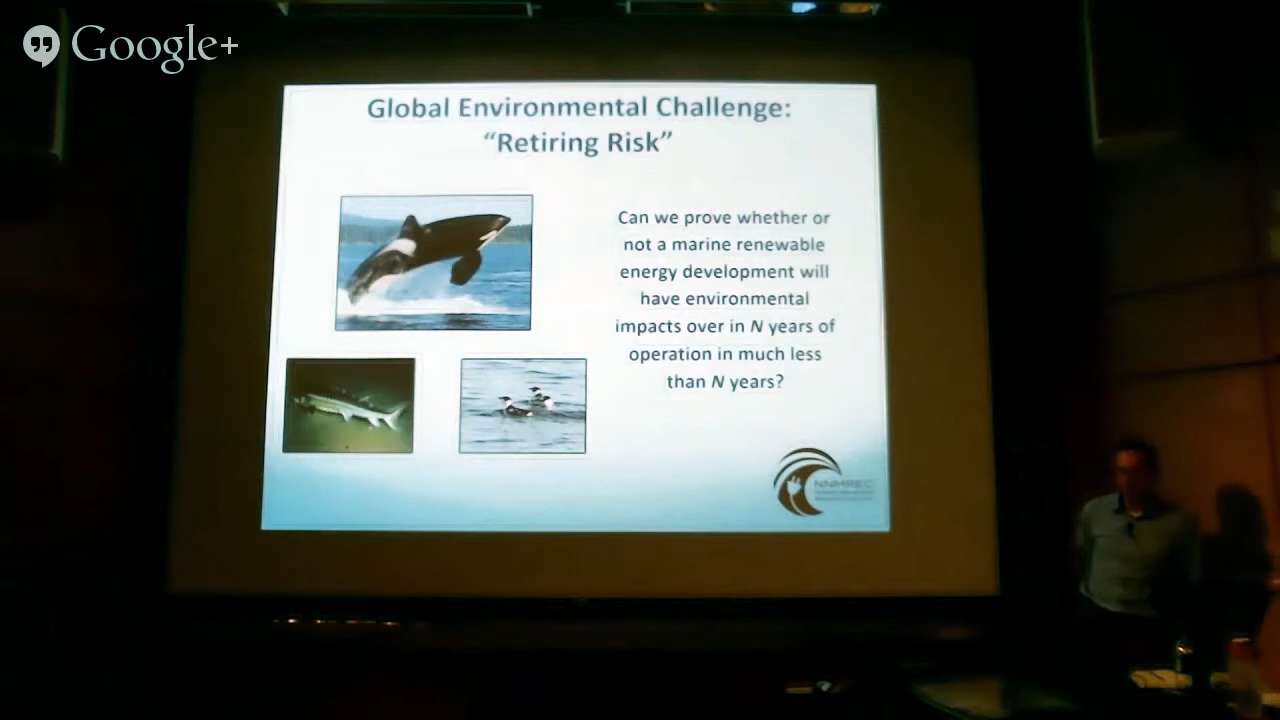 Google+
Global Environmental Challenge:
“Retiring Risk”
Can we prove whether or
not a marine renewable
energy development will
have environmental
impacts over in N years of
operation in much less
than N years?
NNMREC